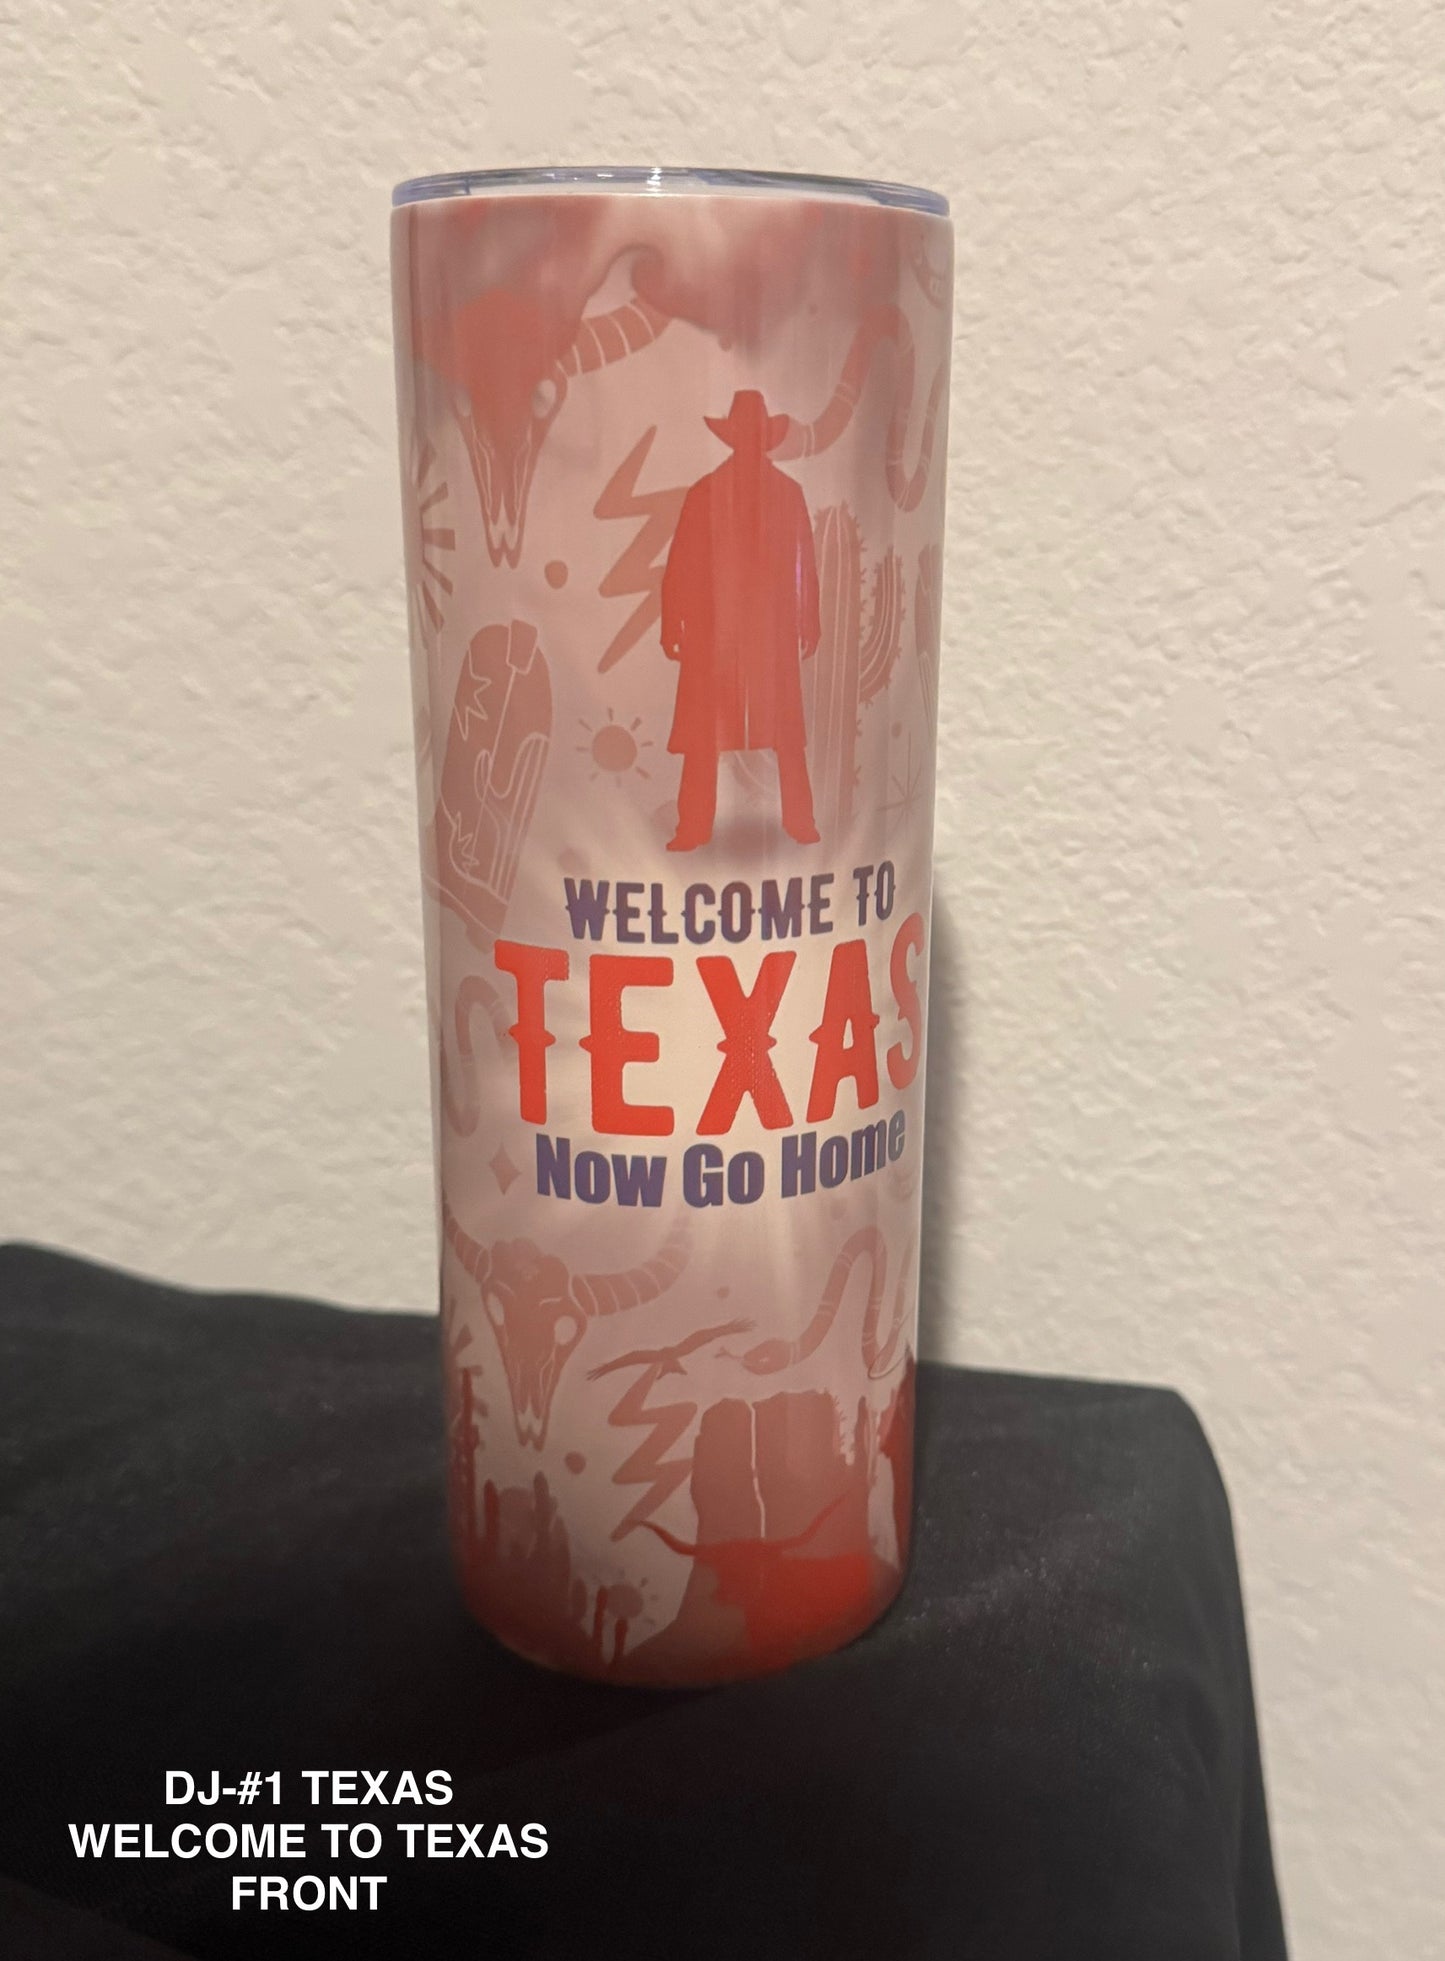 WELCOME TO
TEXAS
Now Go Home
DJ-#1 TEXAS
WELCOME TO TEXAS
FRONT